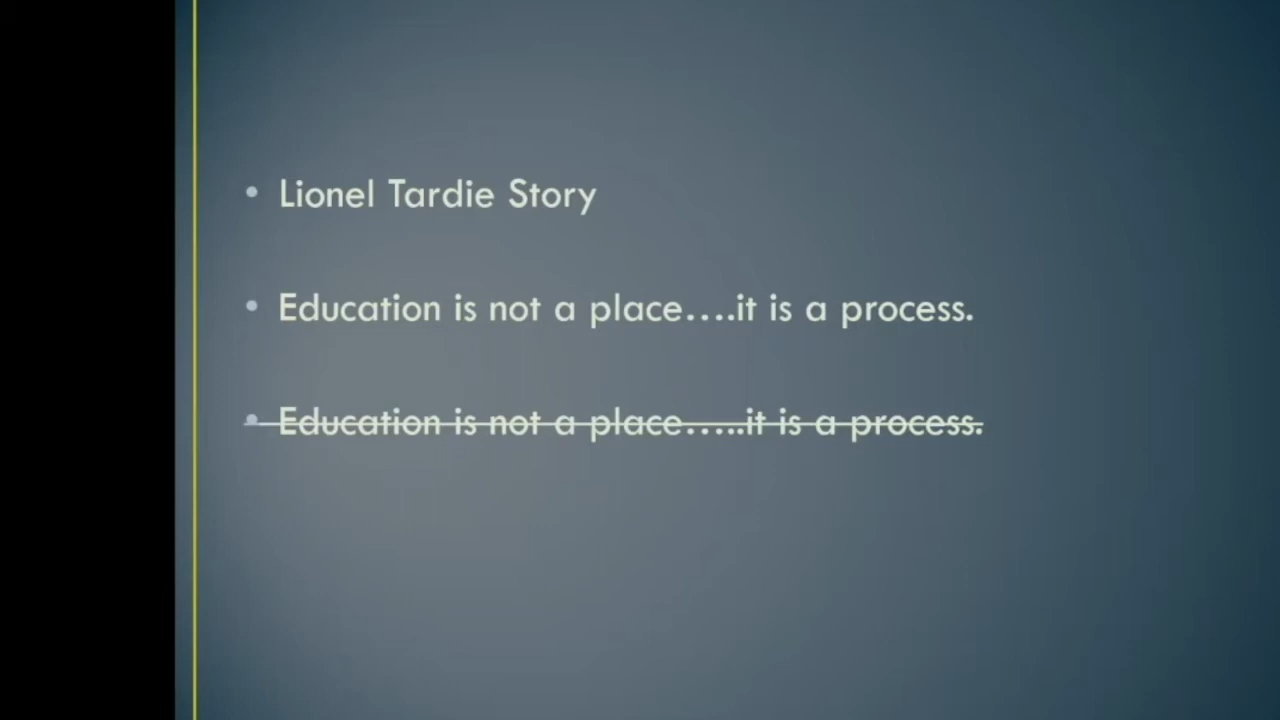 • Lionel Tardie Story
• Education is not a place….it is a process.
• Education is not a place…..it is a process.